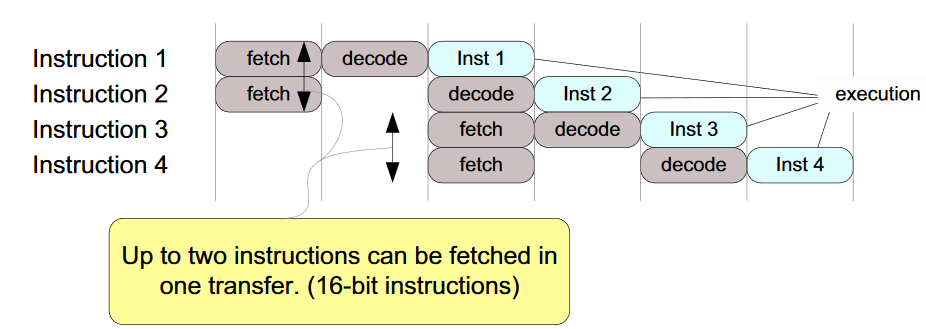 Instruction 1 fetch decode Inst 1
Instruction 2 fetch decode Inst 2 execution
Instruction 3 fetch decode Inst 3
Instruction 4 fetch decode Inst 4
Up to two instructions can be fetched in
one transfer. (16-bit instructions)